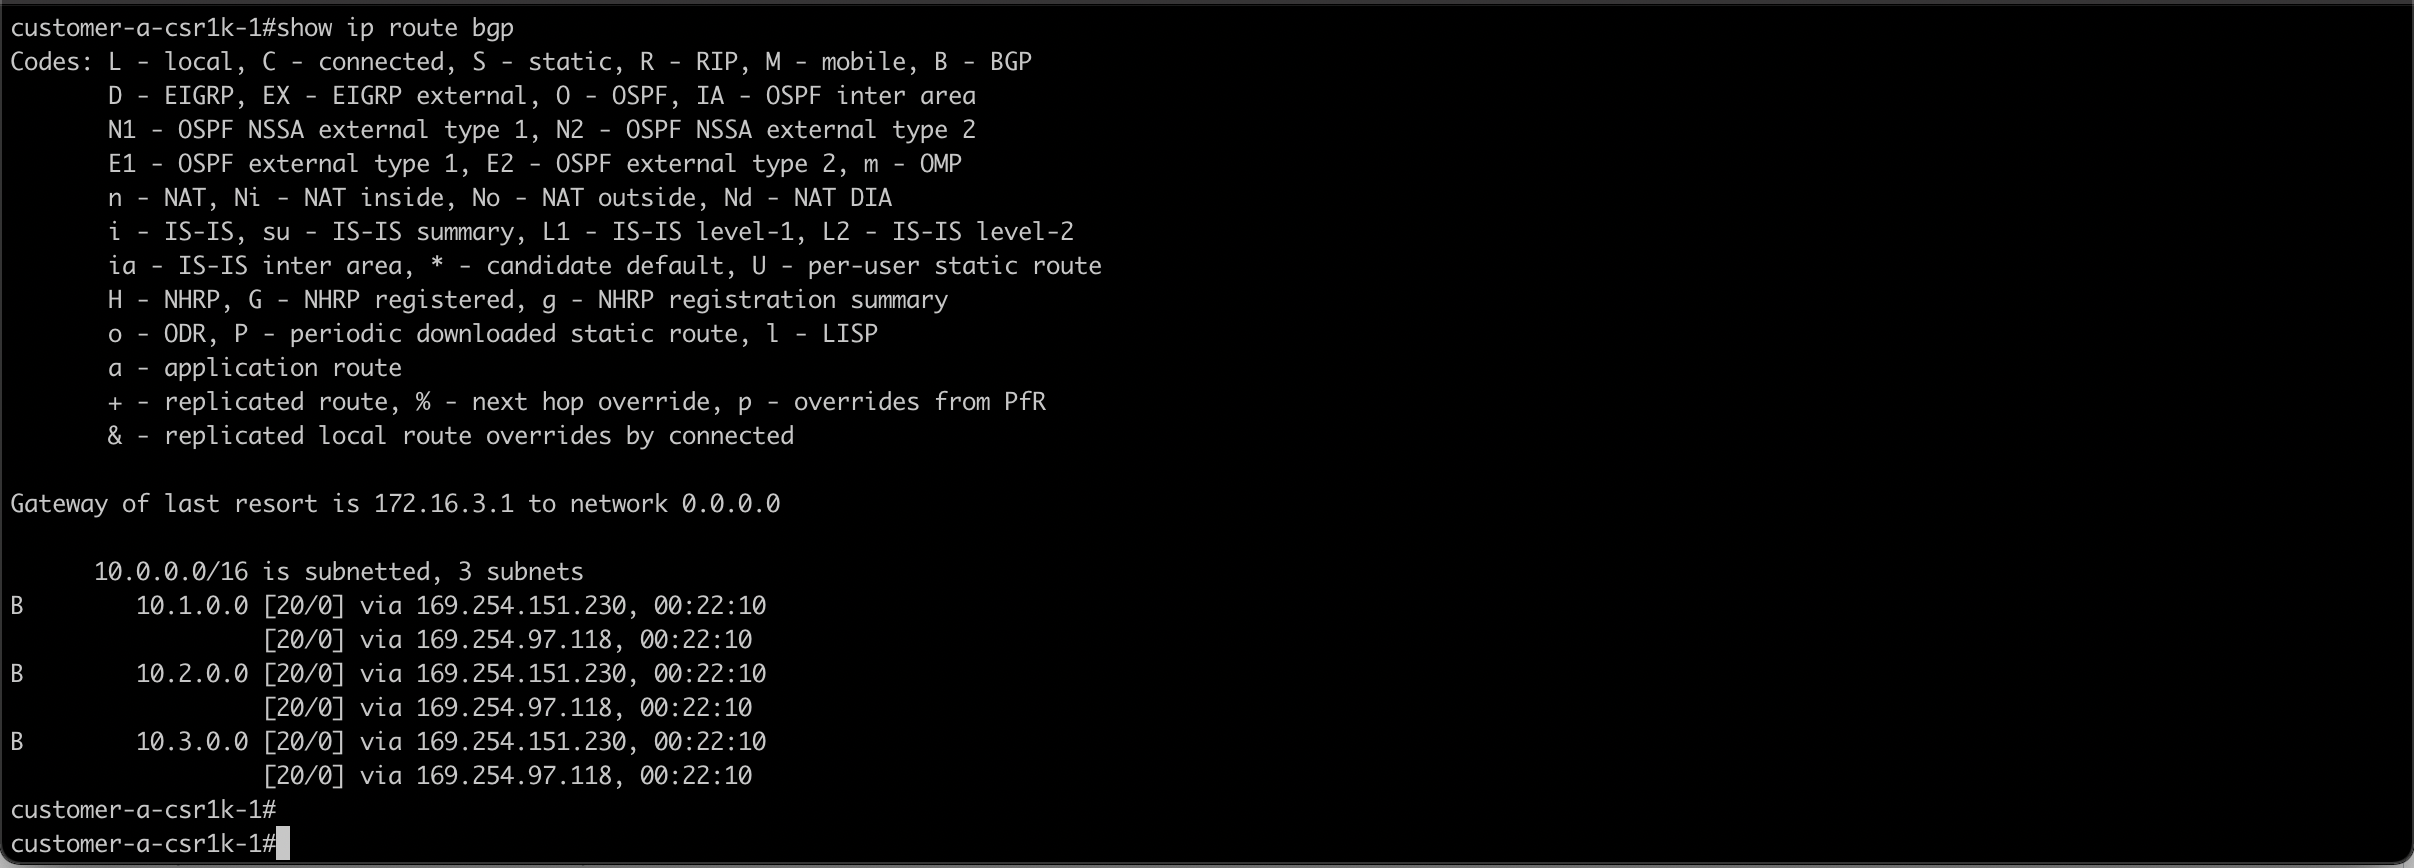 customer-a-csr1k-1#show ip route bgp
Codes: L - local, C - connected, S - static, R - RIP, M - mobile, B - BGP
       D - EIGRP, EX - EIGRP external, O - OSPF, IA - OSPF inter area
       N1 - OSPF NSSA external type 1, N2 - OSPF NSSA external type 2
       E1 - OSPF external type 1, E2 - OSPF external type 2, m - OMP
       n - NAT, Ni - NAT inside, No - NAT outside, Nd - NAT DIA
       i - IS-IS, su - IS-IS summary, L1 - IS-IS level-1, L2 - IS-IS level-2
       ia - IS-IS inter area, * - candidate default, U - per-user static route
       H - NHRP, G - NHRP registered, g - NHRP registration summary
       o - ODR, P - periodic downloaded static route, l - LISP
       a - application route
       + - replicated route, % - next hop override, p - overrides from PfR
       & - replicated local route overrides by connected

Gateway of last resort is 172.16.3.1 to network 0.0.0.0

      10.0.0.0/16 is subnetted, 3 subnets
B        10.1.0.0 [20/0] via 169.254.151.230, 00:22:10
                  [20/0] via 169.254.97.118, 00:22:10
B        10.2.0.0 [20/0] via 169.254.151.230, 00:22:10
                  [20/0] via 169.254.97.118, 00:22:10
B        10.3.0.0 [20/0] via 169.254.151.230, 00:22:10
                  [20/0] via 169.254.97.118, 00:22:10
customer-a-csr1k-1#
customer-a-csr1k-1#